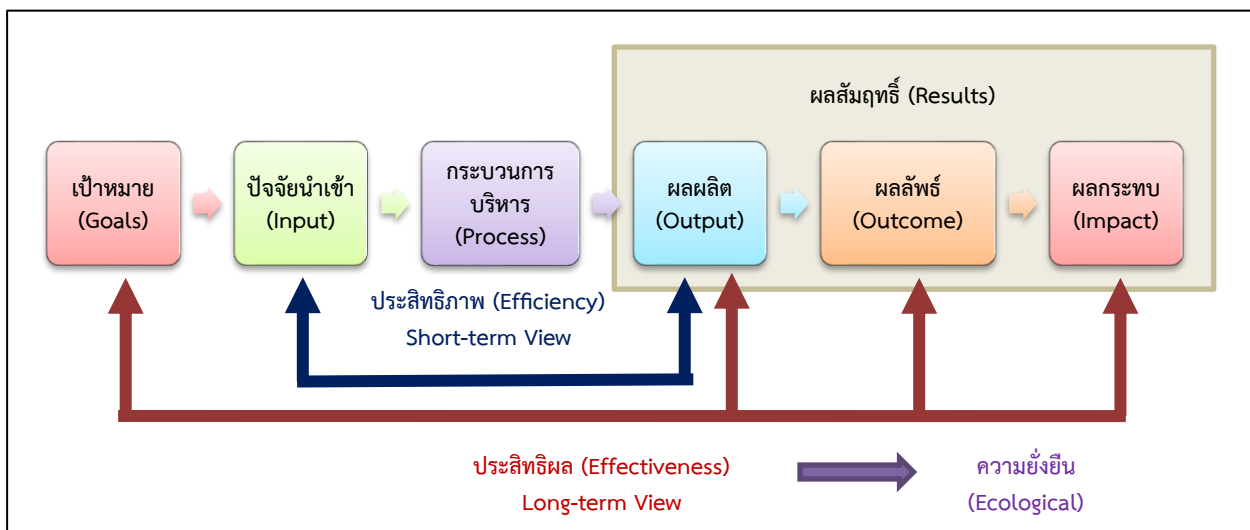 ผลสัมฤทธิ์ (Results)
เป้าหมาย
(Goals)
ปัจจัยนำเข้า
(Input)
กระบวนการ
บริหาร
(Process)
ผลผลิต
(Output)
ผลลัพธ์
(Outcome)
ผลกระทบ
(Impact)
ประสิทธิภาพ (Efficiency)
Short-term View
ประสิทธิผล (Effectiveness)
Long-term View
ความยั่งยืน
(Ecological)